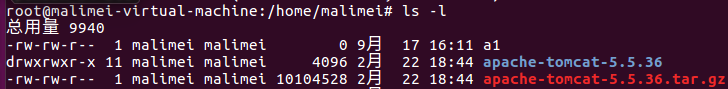 root@malimei-virtual-machine:/home/malimei# ls -l
总用量 9940
-rw-rw-r-- 1 malimei malimei 0 9月 17 16:11 a1
drwxrwxr-x 11 malimei malimei 4096 2月 22 18:44 apache-tomcat-5.5.36
-rw-rw-r-- 1 malimei malimei 10104528 2月 22 18:44 apache-tomcat-5.5.36.tar.gz